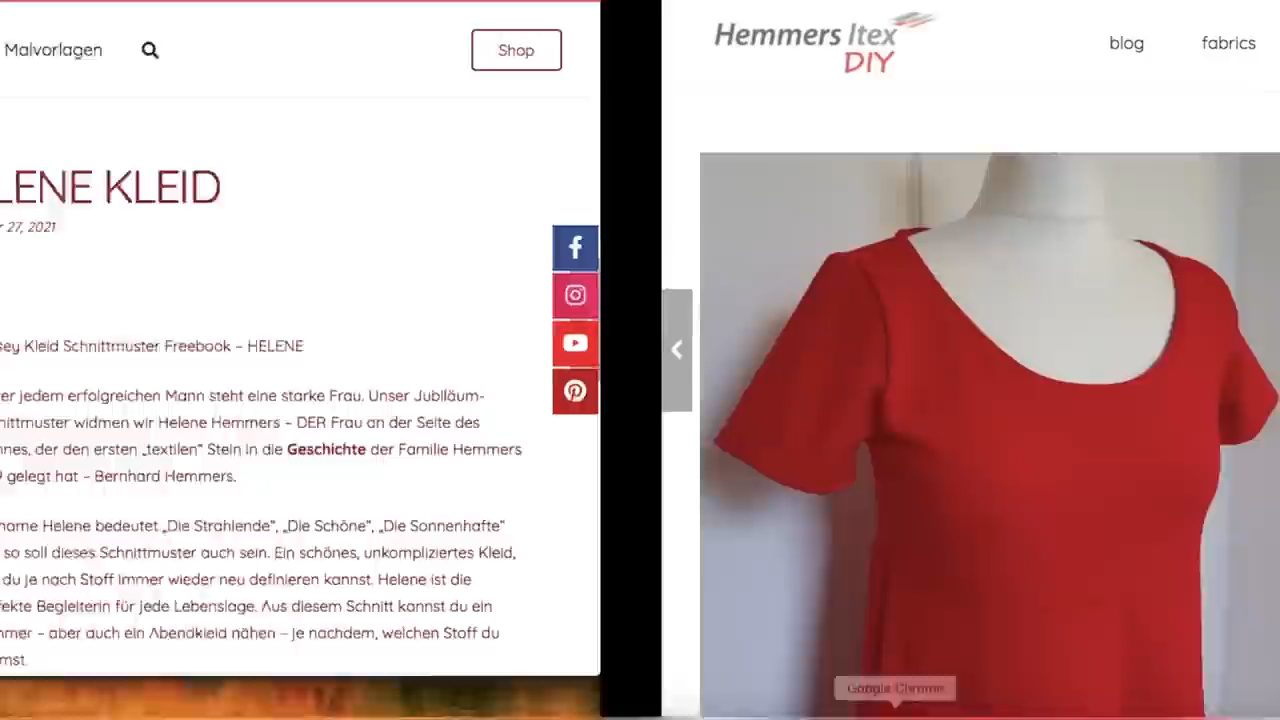 Malvorlagen
Shop
LENE KLEID
27, 2021
sey Kleid Schnittmuster Freebook – HELENE
er jedem erfolgreichen Mann steht eine starke Frau. Unser Jubiläum-
nittmuster widmen wir Helene Hemmers – DER Frau an der Seite des
nnes, der den ersten „textilen“ Stein in die Geschichte der Familie Hemmers
gelegt hat – Bernhard Hemmers.
name Helene bedeutet „Die Strahlende“, „Die Schöne“, „Die Sonnenhafte“
so soll dieses Schnittmuster auch sein. Ein schönes, unkompliziertes Kleid,
du je nach Stoff immer wieder neu definieren kannst. Helene ist die
fekte Begleiterin für jede Lebenslage. Aus diesem Schnitt kannst du ein
mmer – aber auch ein Abendkleid nähen – je nachdem, welchen Stoff du
mst.
Hemmers Itex
DIY
blog
fabrics
Google Chrome